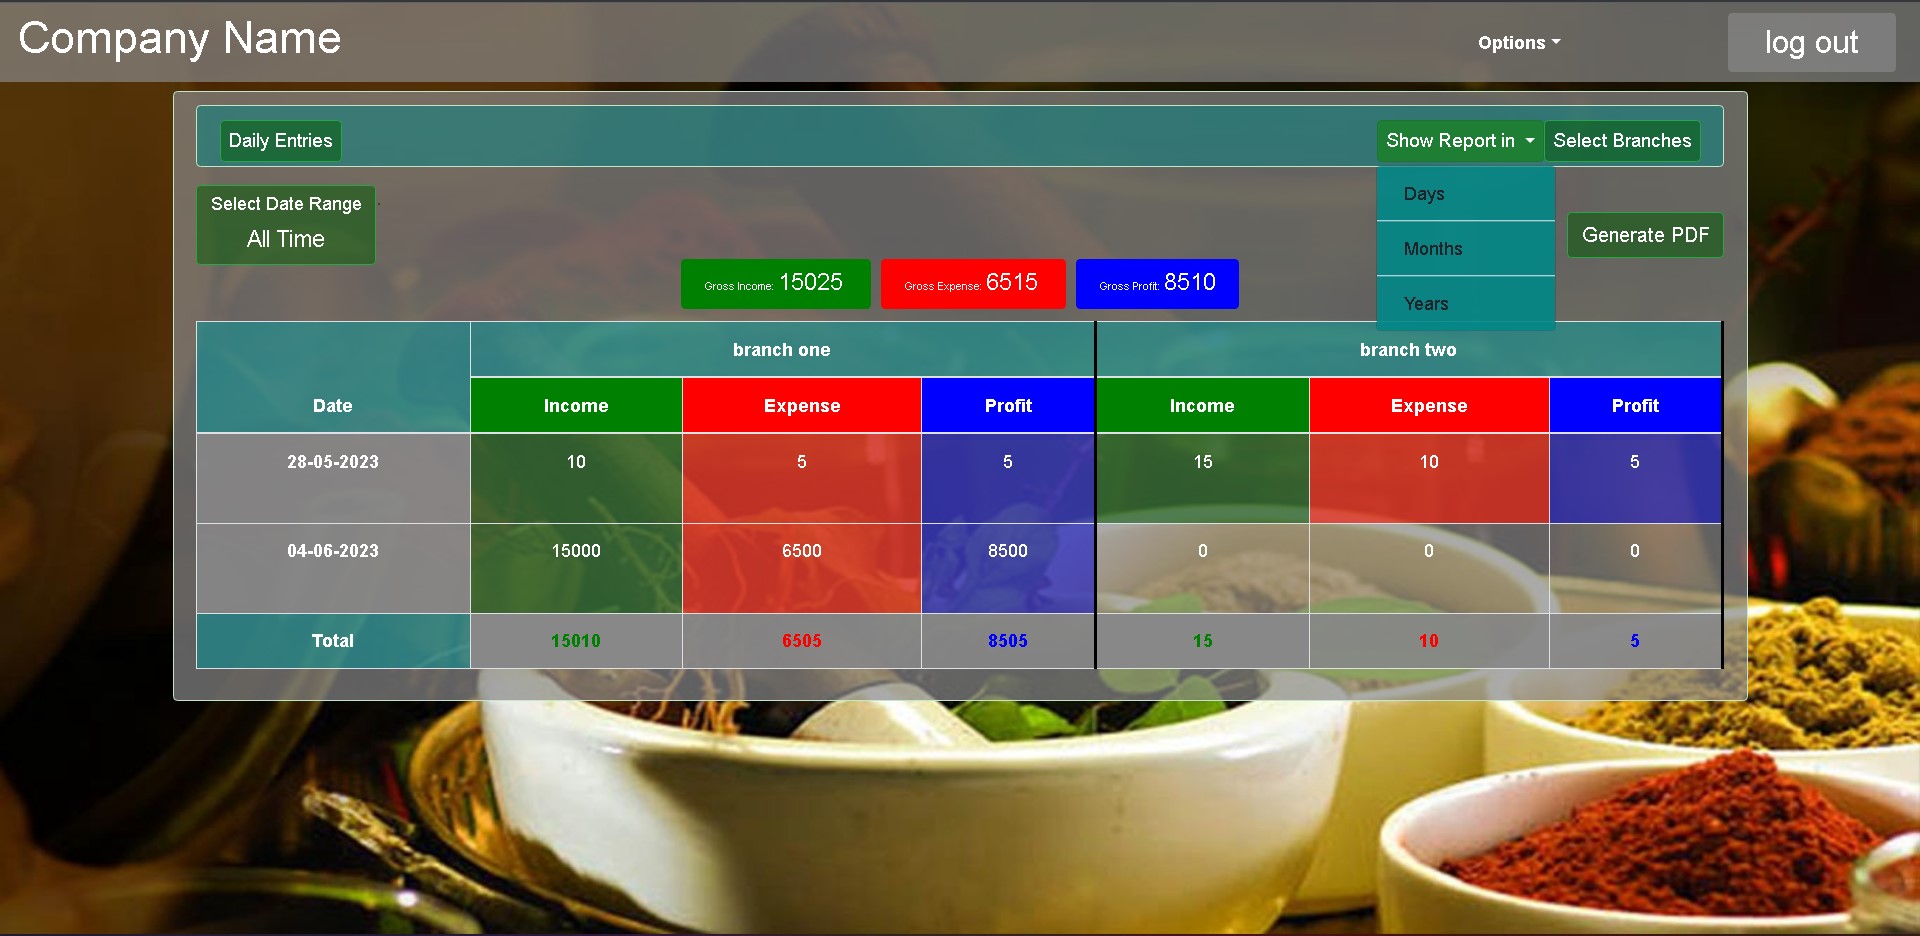 Company Name
Options
log out
Daily Entries
Show Report in
Select Branches
Select Date Range
All Time
Days
Months
Years
Generate PDF
Gross Income: 15025
Gross Expense: 6515
Gross Profit: 8510
branch one branch two
Date Income Expense Profit Income Expense Profit
28-05-2023 10 5 5 15 10 5
04-06-2023 15000 6500 8500 0 0 0
Total 15010 6505 8505 15 10 5